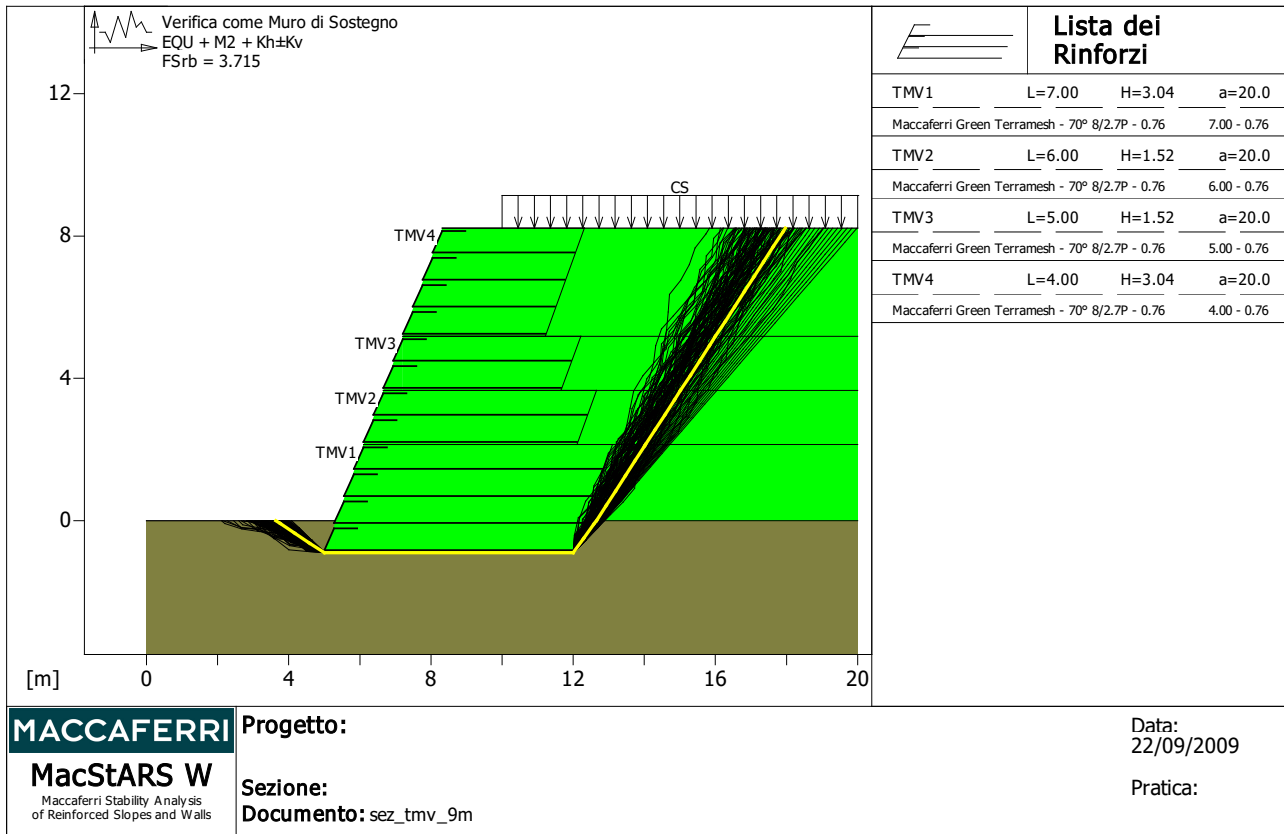 Verifica come Muro di Sostegno
EQU + M2 + Kh±Kv
FSrb = 3.715
12
8
4
0
[m]
0 4 8 12 16 20
CS
TMV4
TMV3
TMV2
TMV1
Lista dei
Rinforzi
TMV1 L=7.00 H=3.04 a=20.0
Maccaferri Green Terramesh - 70° 8/2.7P - 0.76 7.00 - 0.76
TMV2 L=6.00 H=1.52 a=20.0
Maccaferri Green Terramesh - 70° 8/2.7P - 0.76 6.00 - 0.76
TMV3 L=5.00 H=1.52 a=20.0
Maccaferri Green Terramesh - 70° 8/2.7P - 0.76 5.00 - 0.76
TMV4 L=4.00 H=3.04 a=20.0
Maccaferri Green Terramesh - 70° 8/2.7P - 0.76 4.00 - 0.76
MACCAFERRI
MacStARS W
Maccaferri Stability Analysis
of Reinforced Slopes and Walls
Progetto:
Sezione:
Documento: sez_tmv_9m
Data:
22/09/2009
Pratica: